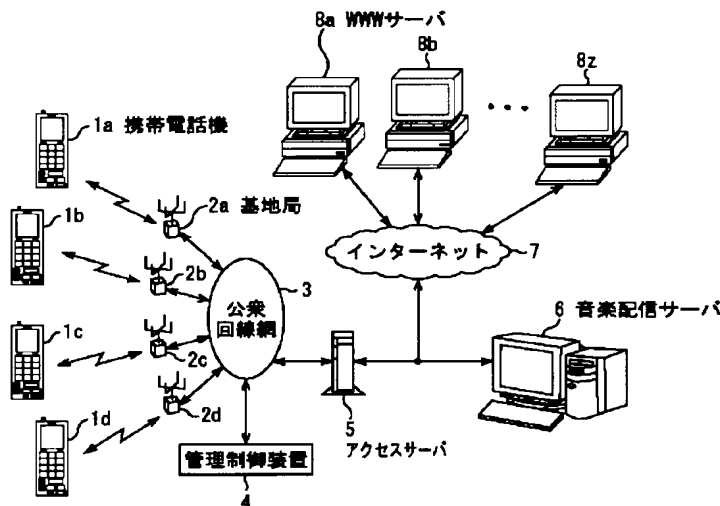 8a WWWサーバ
8b
8z
1a 携帯電話機
2a 基地局
1b
2b
3
公衆
回線網
インターネット
7
6 音楽配信サーバ
1c
2c
1d
2d
5
アクセスサーバ
管理制御装置
4